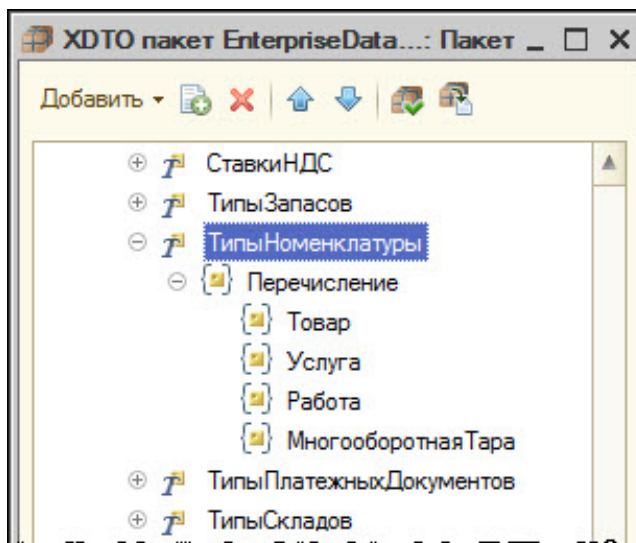 XDTO пакет EnterpriseData...: Пакет
Добавить
СтавкиНДС
ТипыЗапасов
ТипыНоменклатуры
Перечисление
Товар
Услуга
Работа
МногооборотнаяТара
ТипыПлатежныхДокументов
ТипыСкладов